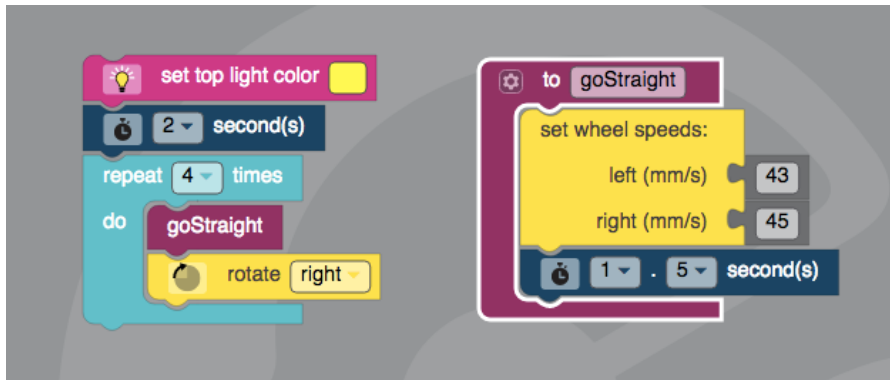 set top light color
2 second(s)
repeat 4 times
do goStraight
rotate right
to goStraight
set wheel speeds:
left (mm/s) 43
right (mm/s) 45
1 . 5 second(s)